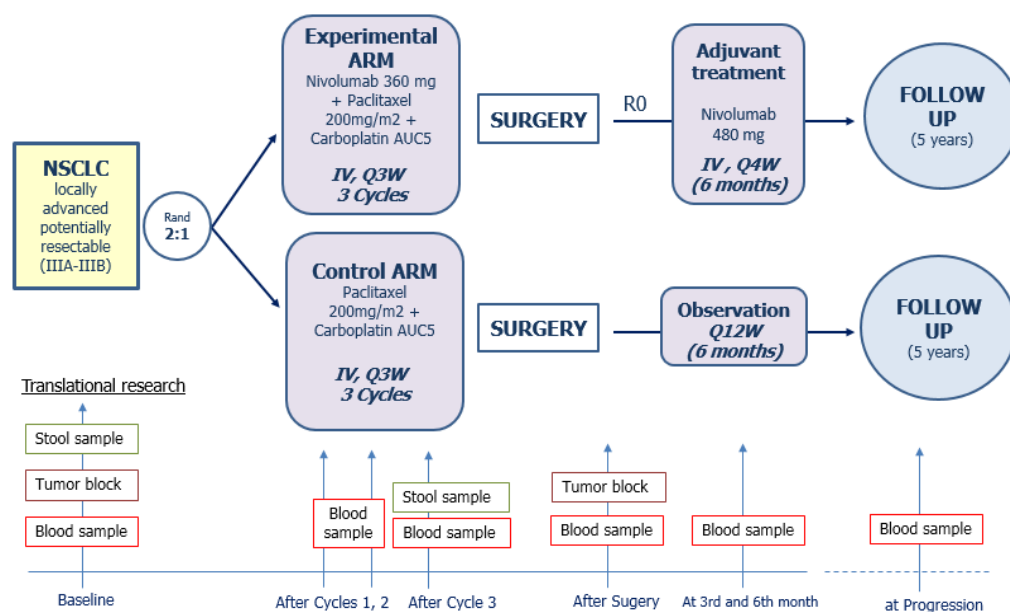 NSCLC
locally
advanced
potentially
resectable
(IIIA-IIIB)
Rand
2:1
Experimental
ARM
Nivolumab 360 mg
+ Paclitaxel
200mg/m2 +
Carboplatin AUC5
IV, Q3W
3 Cycles
SURGERY
R0
Adjuvant
treatment
Nivolumab
480 mg
IV , Q4W
(6 months)
FOLLOW
UP
(5 years)
Control ARM
Paclitaxel
200mg/m2 +
Carboplatin AUC5
IV, Q3W
3 Cycles
SURGERY
Observation
Q12W
(6 months)
FOLLOW
UP
(5 years)
Translational research
Stool sample
Tumor block
Blood sample
Blood
sample
Stool sample
Blood sample
Tumor block
Blood sample
Blood sample
Blood sample
Baseline
After Cycles 1, 2
After Cycle 3
After Sugery
At 3rd and 6th month
at Progression